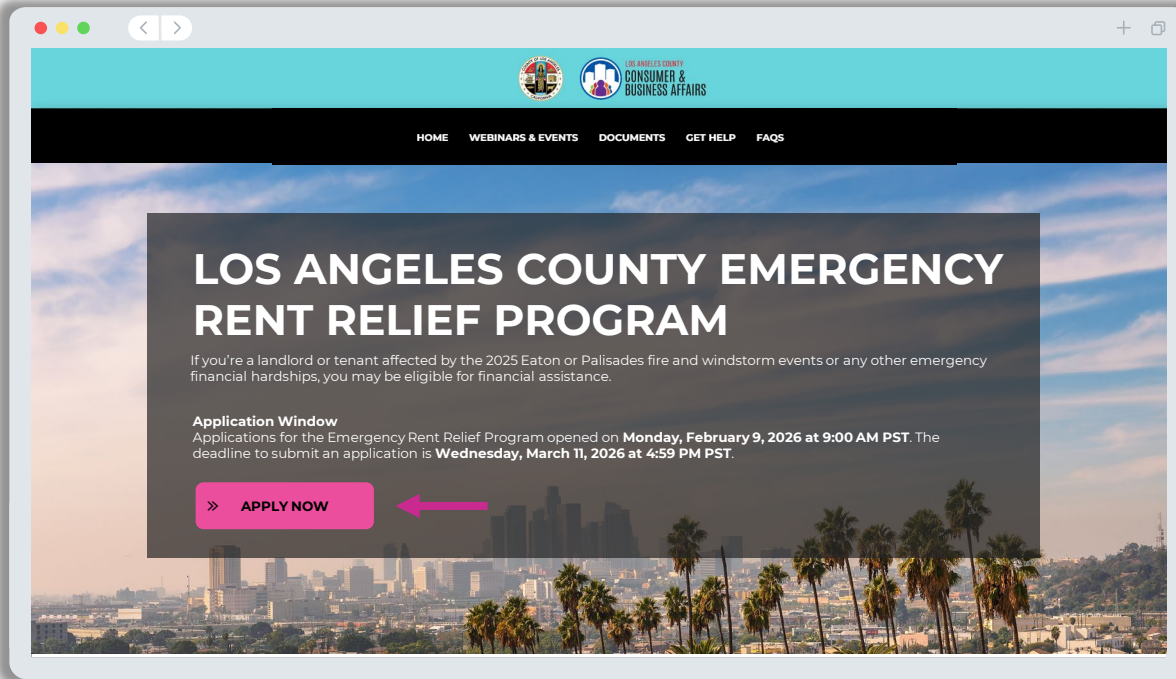 LOS ANGELES COUNTY
CONSUMER &
BUSINESS AFFAIRS
HOME WEBINARS & EVENTS DOCUMENTS GET HELP FAQS
LOS ANGELES COUNTY EMERGENCY
RENT RELIEF PROGRAM
If you're a landlord or tenant affected by the 2025 Eaton or Palisades fire and windstorm events or any other emergency
financial hardships, you may be eligible for financial assistance.
Application Window
Applications for the Emergency Rent Relief Program opened on Monday, February 9, 2026 at 9:00 AM PST. The
deadline to submit an application is Wednesday, March 11, 2026 at 4:59 PM PST.
» APPLY NOW